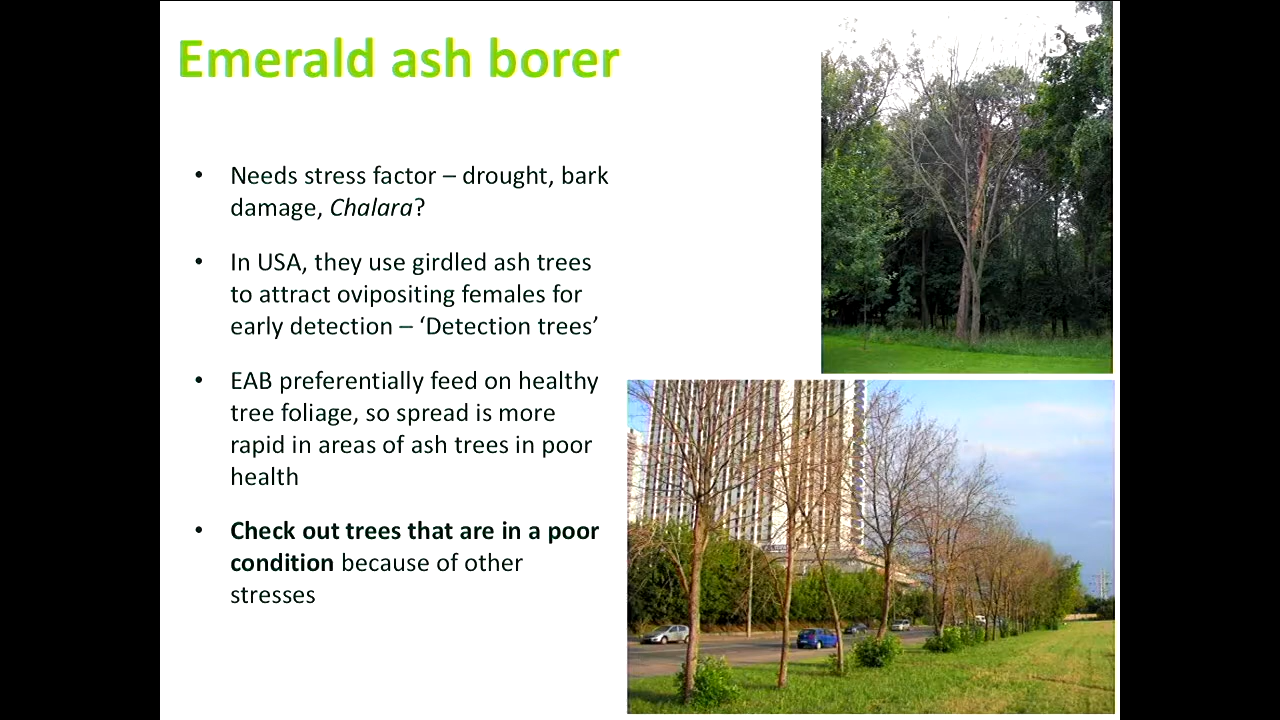 Emerald ash borer
• Needs stress factor – drought, bark
damage, Chalara?
• In USA, they use girdled ash trees
to attract ovipositing females for
early detection – ‘Detection trees’
• EAB preferentially feed on healthy
tree foliage, so spread is more
rapid in areas of ash trees in poor
health
• Check out trees that are in a poor
condition because of other
stresses